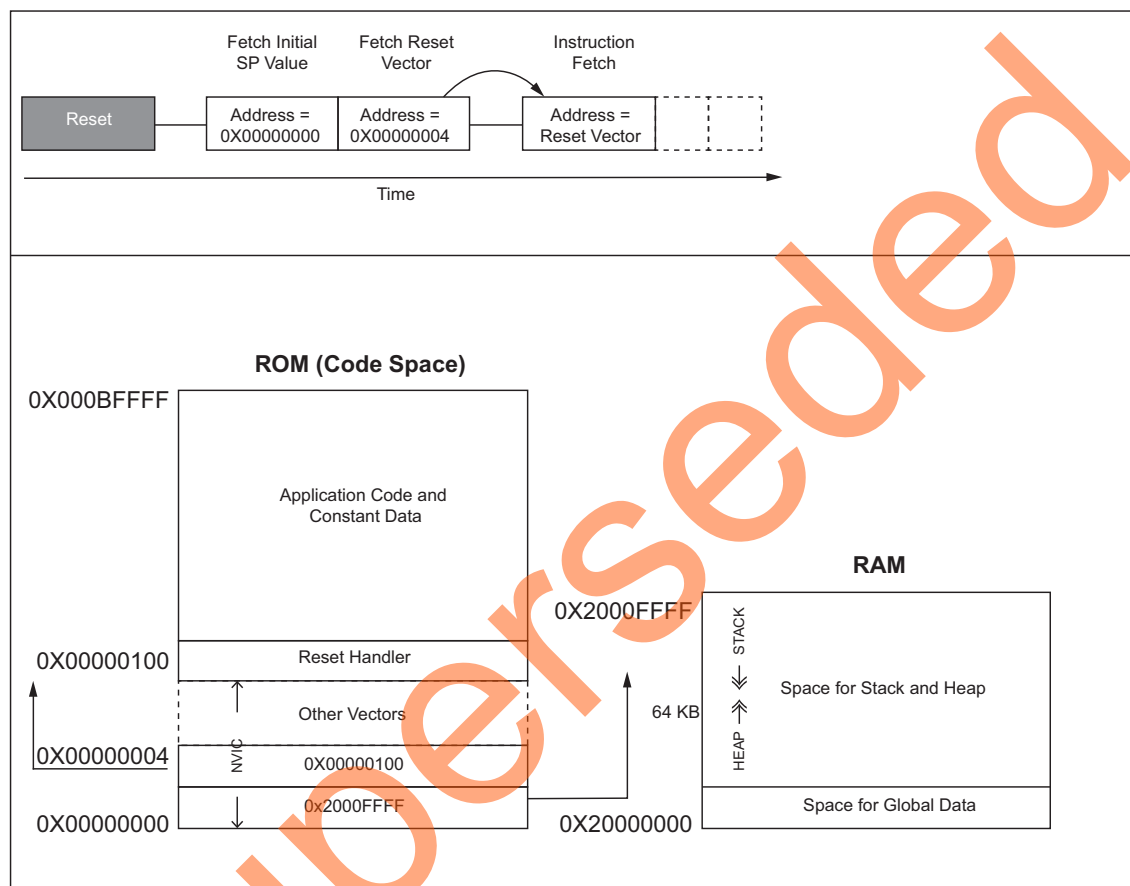 Fetch Initial
SP Value
Fetch Reset
Vector
Instruction
Fetch
Reset
Address =
0X00000000
Address =
0X00000004
Address =
Reset Vector
Time
ROM (Code Space)
0X000BFFFF
Application Code and
Constant Data
RAM
0X2000FFFF
0X00000100
Reset Handler
STACK
Space for Stack and Heap
Other Vectors
64 KB
0X00000004
NVIC
0X00000100
HEAP
0x2000FFFF
Space for Global Data
0X00000000
0X20000000
uperseded